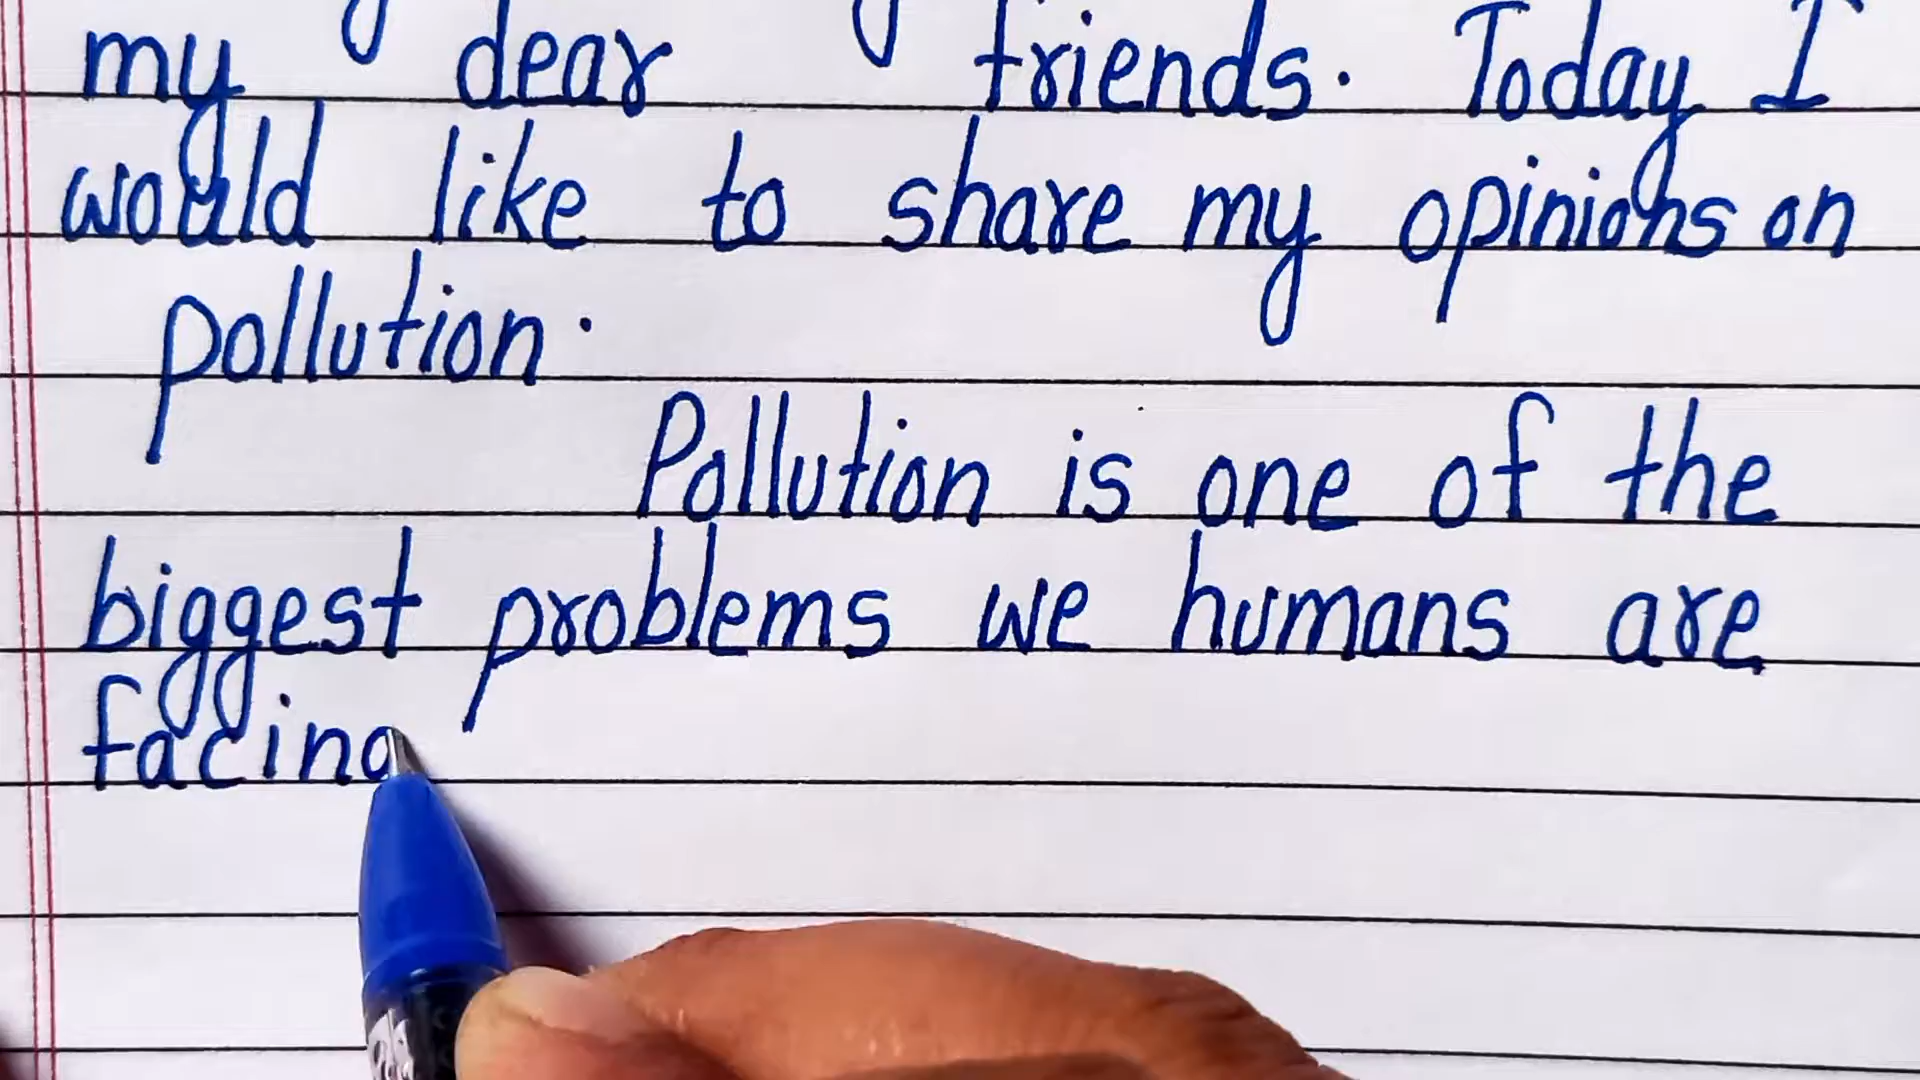 my dear friends. Today I
would like to share my opinions on
pollution.
Pollution is one of the
biggest problems we humans are
facing